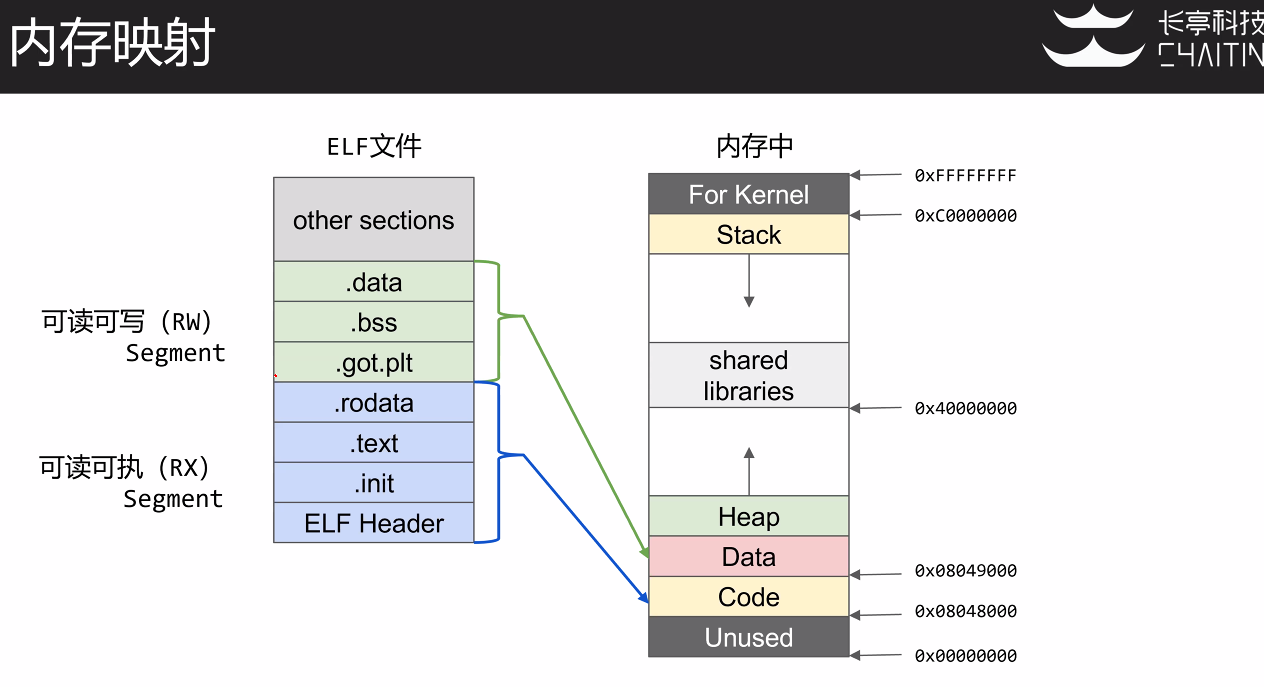 内存映射
长亭科技
CHAITIN
ELF文件
内存中
other sections
.data
.bss
.got.plt
.rodata
.text
.init
ELF Header
可读可写（RW）
Segment
可读可执（RX）
Segment
For Kernel
Stack
shared
libraries
Heap
Data
Code
Unused
0xFFFFFFFF
0xC0000000
0x40000000
0x08049000
0x08048000
0x00000000